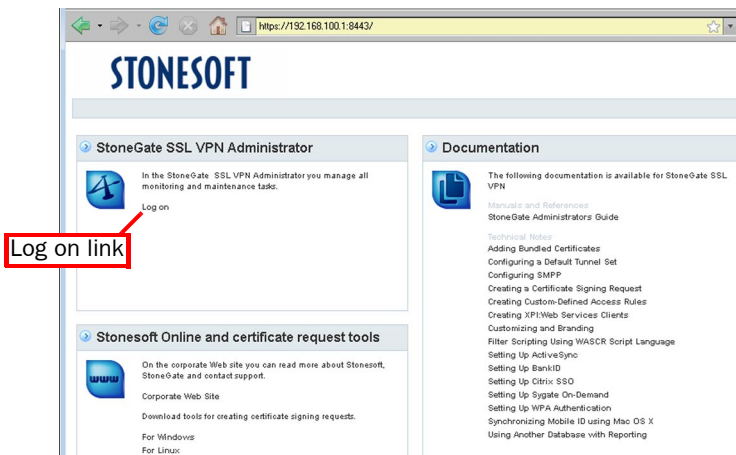 https://192.168.100.1:8443/
STONESOFT
StoneGate SSL VPN Administrator
In the StoneGate SSL VPN Administrator you manage all
monitoring and maintenance tasks.
Log on
Log on link
Stonesoft Online and certificate request tools
www
On the corporate Web site you can read more about Stonesoft,
StoneGate and contact support.
Corporate Web Site
Download tools for creating certificate signing requests.
For Windows
For Linux
Documentation
The following documentation is available for StoneGate SSL
VPN
Manuals and References
StoneGate Administrators Guide
Technical Notes
Adding Bundled Certificates
Configuring a Default Tunnel Set
Configuring SMPP
Creating a Certificate Signing Request
Creating Custom-Defined Access Rules
Creating XPI:Web Services Clients
Customizing and Branding
Filter Scripting Using WASCR Script Language
Setting Up ActiveSync
Setting Up BankID
Setting Up Citrix SSO
Setting Up Sygate On-Demand
Setting Up WPA Authentication
Synchronizing Mobile ID using Mac OS X
Using Another Database with Reporting